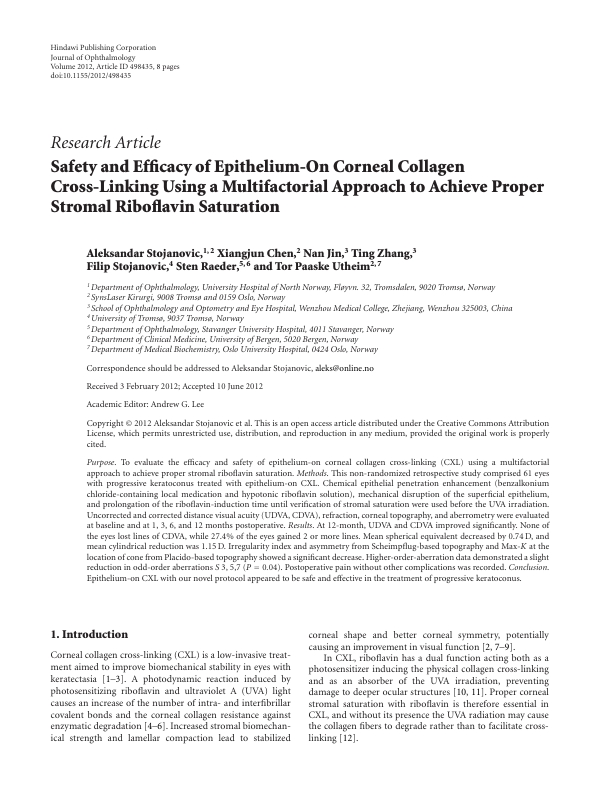 Hindawi Publishing Corporation
Journal of Ophthalmology
Volume 2012, Article ID 498435, 8 pages
doi:10.1155/2012/498435
Research Article
Safety and Efficacy of Epithelium-On Corneal Collagen
Cross-Linking Using a Multifactorial Approach to Achieve Proper
Stromal Riboflavin Saturation
Aleksandar Stojanovic,1,2 Xiangjun Chen,2 Nan Jin,3 Ting Zhang,3
Filip Stojanovic,4 Sten Raeder,5,6 and Tor Paaske Utheim2,7
1 Department of Ophthalmology, University Hospital of North Norway, Fløyvn. 32, Tromsdalen, 9020 Tromsø, Norway
2 SynsLaser Kirurgi, 9008 Tromsø and 0159 Oslo, Norway
3 School of Ophthalmology and Optometry and Eye Hospital, Wenzhou Medical College, Zhejiang, Wenzhou 325003, China
4 University of Tromsø, 9037 Tromsø, Norway
5 Department of Ophthalmology, Stavanger University Hospital, 4011 Stavanger, Norway
6 Department of Clinical Medicine, University of Bergen, 5020 Bergen, Norway
7 Department of Medical Biochemistry, Oslo University Hospital, 0424 Oslo, Norway
Correspondence should be addressed to Aleksandar Stojanovic, aleks@online.no
Received 3 February 2012; Accepted 10 June 2012
Academic Editor: Andrew G. Lee
Copyright © 2012 Aleksandar Stojanovic et al. This is an open access article distributed under the Creative Commons Attribution
License, which permits unrestricted use, distribution, and reproduction in any medium, provided the original work is properly
cited.
Purpose. To evaluate the efficacy and safety of epithelium-on corneal collagen cross-linking (CXL) using a multifactorial
approach to achieve proper stromal riboflavin saturation. Methods. This non-randomized retrospective study comprised 61 eyes
with progressive keratoconus treated with epithelium-on CXL. Chemical epithelial penetration enhancement (benzalkonium
chloride-containing local medication and hypotonic riboflavin solution), mechanical disruption of the superficial epithelium,
and prolongation of the riboflavin-induction time until verification of stromal saturation were used before the UVA irradiation.
Uncorrected and corrected distance visual acuity (UDVA, CDVA), refraction, corneal topography, and aberrometry were evaluated
at baseline and at 1, 3, 6, and 12 months postoperative. Results. At 12-month, UDVA and CDVA improved significantly. None of
the eyes lost lines of CDVA, while 27.4% of the eyes gained 2 or more lines. Mean spherical equivalent decreased by 0.74 D, and
mean cylindrical reduction was 1.15 D. Irregularity index and asymmetry from Scheimpflug-based topography and Max-K at the
location of cone from Placido-based topography showed a significant decrease. Higher-order-aberration data demonstrated a slight
reduction in odd-order aberrations S 3, 5,7 (P = 0.04). Postoperative pain without other complications was recorded. Conclusion.
Epithelium-on CXL with our novel protocol appeared to be safe and effective in the treatment of progressive keratoconus.
1. Introduction
Corneal collagen cross-linking (CXL) is a low-invasive treat-
ment aimed to improve biomechanical stability in eyes with
keratectasia [1–3]. A photodynamic reaction induced by
photosensitizing riboflavin and ultraviolet A (UVA) light
causes an increase of the number of intra- and interfibrillar
covalent bonds and the corneal collagen resistance against
enzymatic degradation [4–6]. Increased stromal biomechan-
ical strength and lamellar compaction lead to stabilized
corneal shape and better corneal symmetry, potentially
causing an improvement in visual function [2, 7–9].
In CXL, riboflavin has a dual function acting both as a
photosensitizer inducing the physical collagen cross-linking
and as an absorber of the UVA irradiation, preventing
damage to deeper ocular structures [10, 11]. Proper corneal
stromal saturation with riboflavin is therefore essential in
CXL, and without its presence the UVA radiation may cause
the collagen fibers to degrade rather than to facilitate cross-
linking [12].